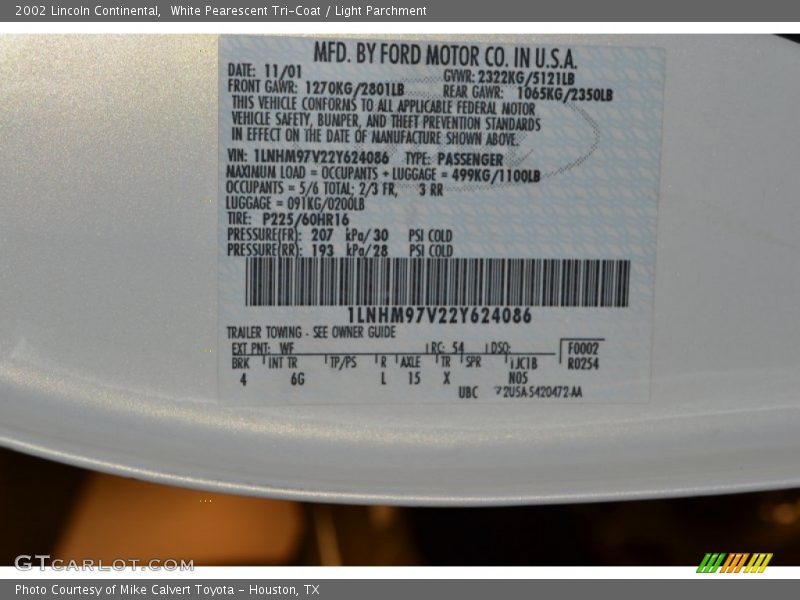 2002 Lincoln Continental,  White Pearescent Tri-Coat / Light Parchment
MFD. BY FORD MOTOR CO. IN U.S.A.
DATE: 11/01 GVWR: 2322KG/5121LB
FRONT GAWR: 1270KG/2801LB REAR GAWR: 1065KG/2350LB
THIS VEHICLE CONFORMS TO ALL APPLICABLE FEDERAL MOTOR
VEHICLE SAFETY, BUMPER, AND THEFT PREVENTION STANDARDS
IN EFFECT ON THE DATE OF MANUFACTURE SHOWN ABOVE.
VIN: 1LNHM97V22Y624086 TYPE: PASSENGER
MAXIMUM LOAD = OCCUPANTS + LUGGAGE = 499KG/1100LB
OCCUPANTS = 5/6 TOTAL; 2/3 FR, 3 RR
LUGGAGE = 091KG/0200LB
TIRE: P225/60HR16
PRESSURE(FR): 207 kPa/30 PSI COLD
PRESSURE(RR): 193 kPa/28 PSI COLD
1LNHM97V22Y624086
TRAILER TOWING - SEE OWNER GUIDE
EXT PNT: WF RC: 54 DSO: F0002
BRK INT TR TP/PS R AXLE TR SPR JC1B R0254
4 6G L 15 X N05
UBC 2USA-5420472-AA
GTCARLOT.COM
Photo Courtesy of Mike Calvert Toyota - Houston, TX